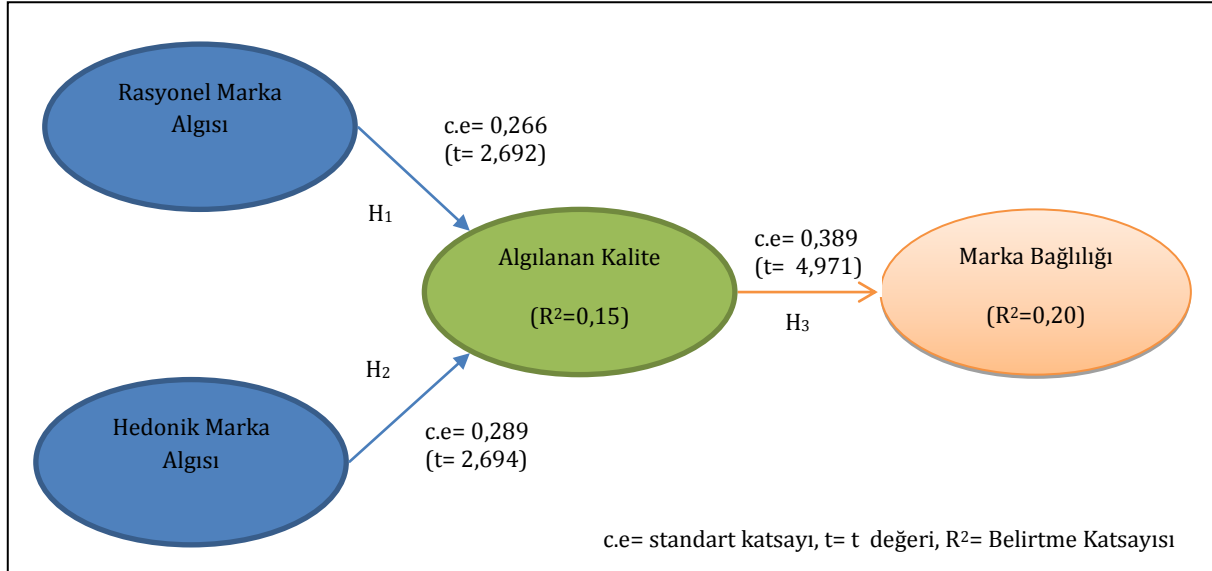 Rasyonel Marka
Algısı
c.e= 0,266
(t= 2,692)
H1
Algılanan Kalite
(R²=0,15)
c.e= 0,389
(t=  4,971)
H3
Marka Bağlılığı
(R²=0,20)
H2
Hedonik Marka
Algısı
c.e= 0,289
(t= 2,694)
c.e= standart katsayı, t= t  değeri, R²= Belirtme Katsayısı